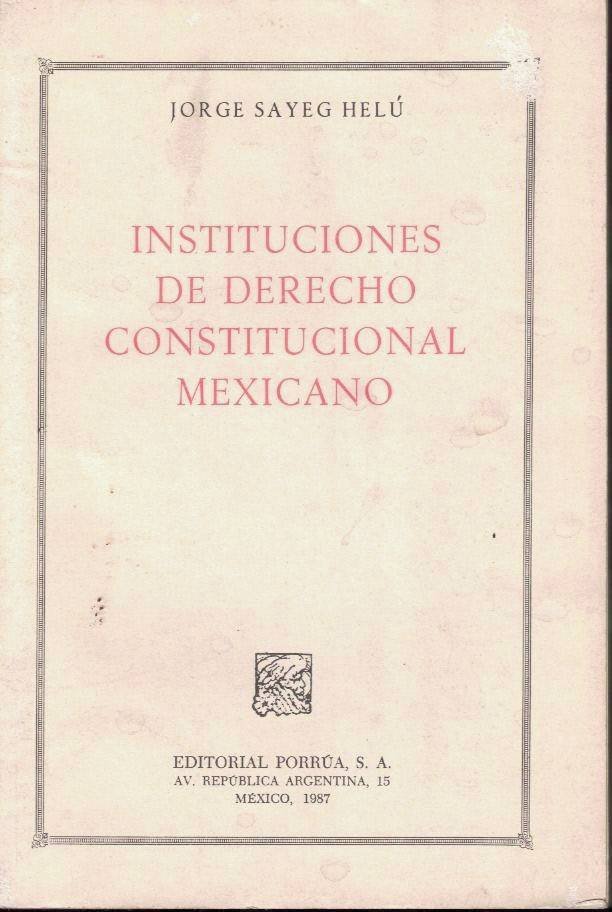 JORGE SAYEG HELÚ
INSTITUCIONES
DE DERECHO
CONSTITUCIONAL
MEXICANO
EDITORIAL PORRÚA, S. A.
AV. REPÚBLICA ARGENTINA, 15
MÉXICO, 1987